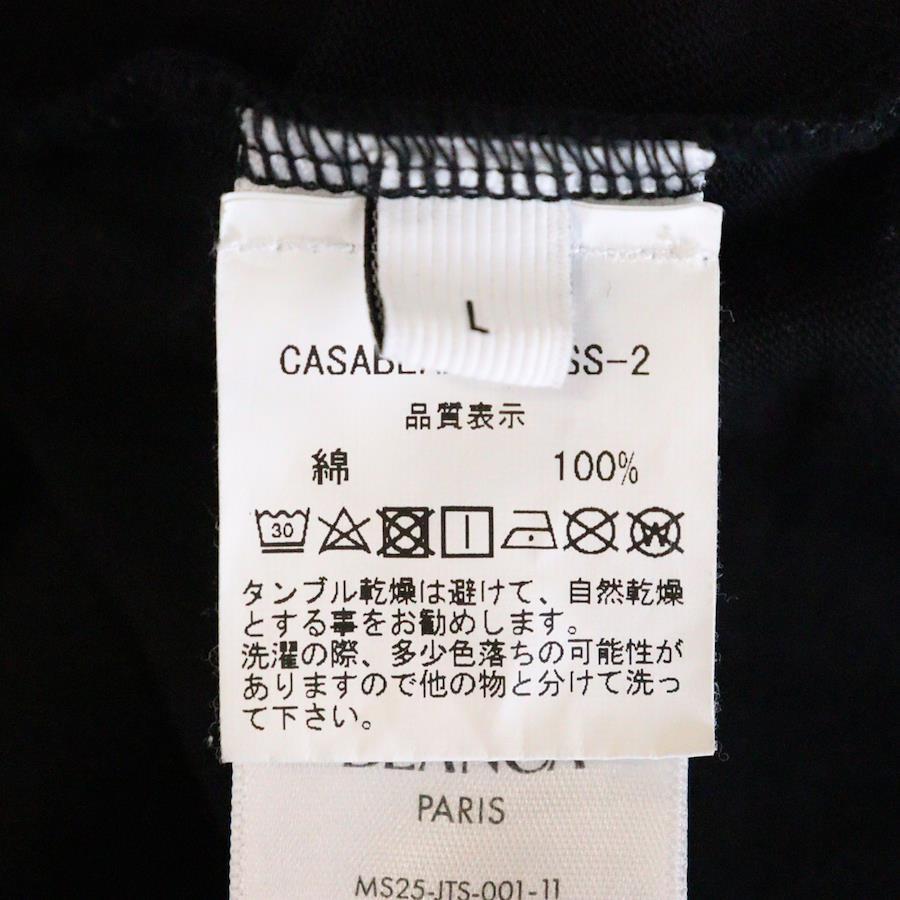 L
SS-2
品質表示
綿 100%
30
タンブル乾燥は避けて、自然乾燥
とする事をお勧めします。
洗濯の際、多少色落ちの可能性が
ありますので他の物と分けて洗っ
て下さい。
BLANCA
PARIS
MS25-JTS-001-11